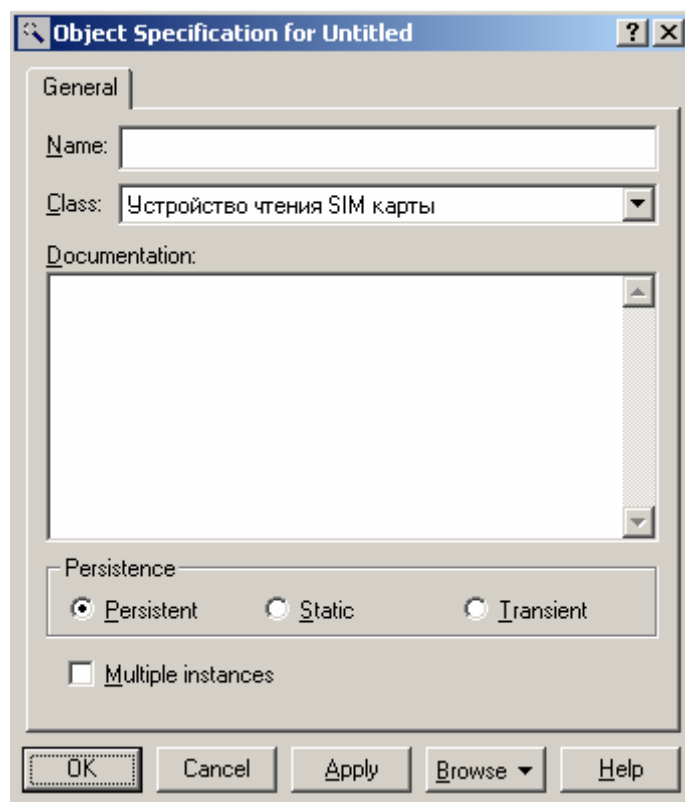 Object Specification for Untitled
General
Name:
Class: Устройство чтения SIM карты
Documentation:
Persistence
Persistent Static Transient
Multiple instances
OK Cancel Apply Browse Help